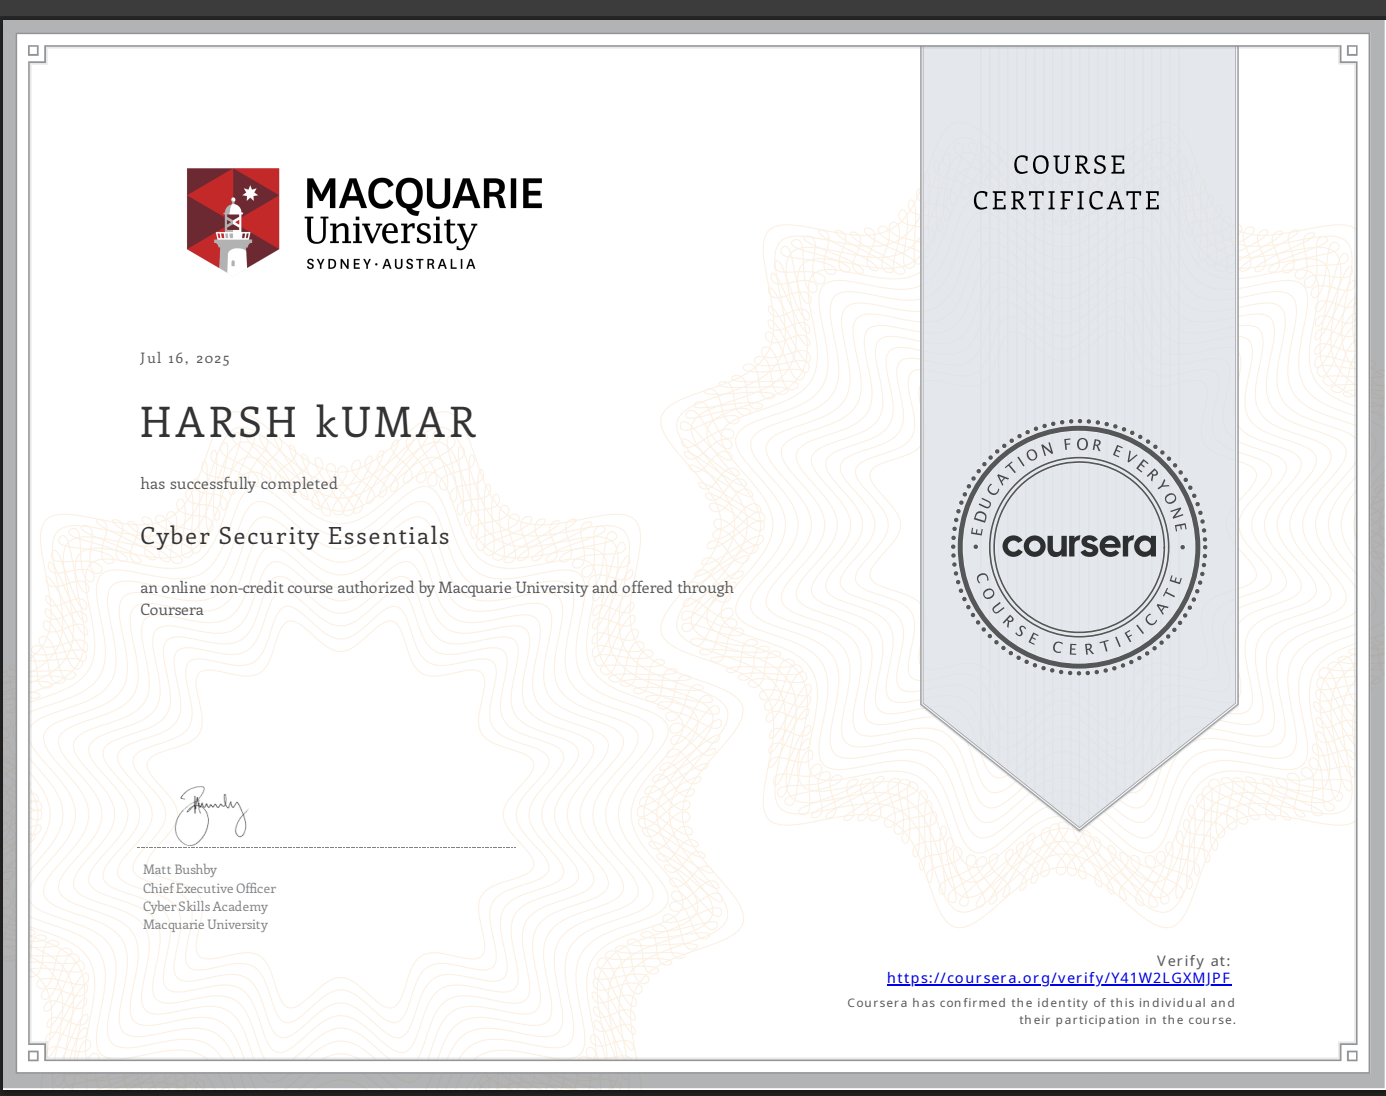 MACQUARIE
University
SYDNEY·AUSTRALIA
COURSE
CERTIFICATE
Jul 16, 2025
HARSH kUMAR
has successfully completed
Cyber Security Essentials
an online non-credit course authorized by Macquarie University and offered through
Coursera
EDUCATION FOR EVERYONE
coursera
COURSE CERTIFICATE
Matt Bushby
Chief Executive Officer
Cyber Skills Academy
Macquarie University
Verify at:
https://coursera.org/verify/Y41W2LGXMJPF
Coursera has confirmed the identity of this individual and
their participation in the course.